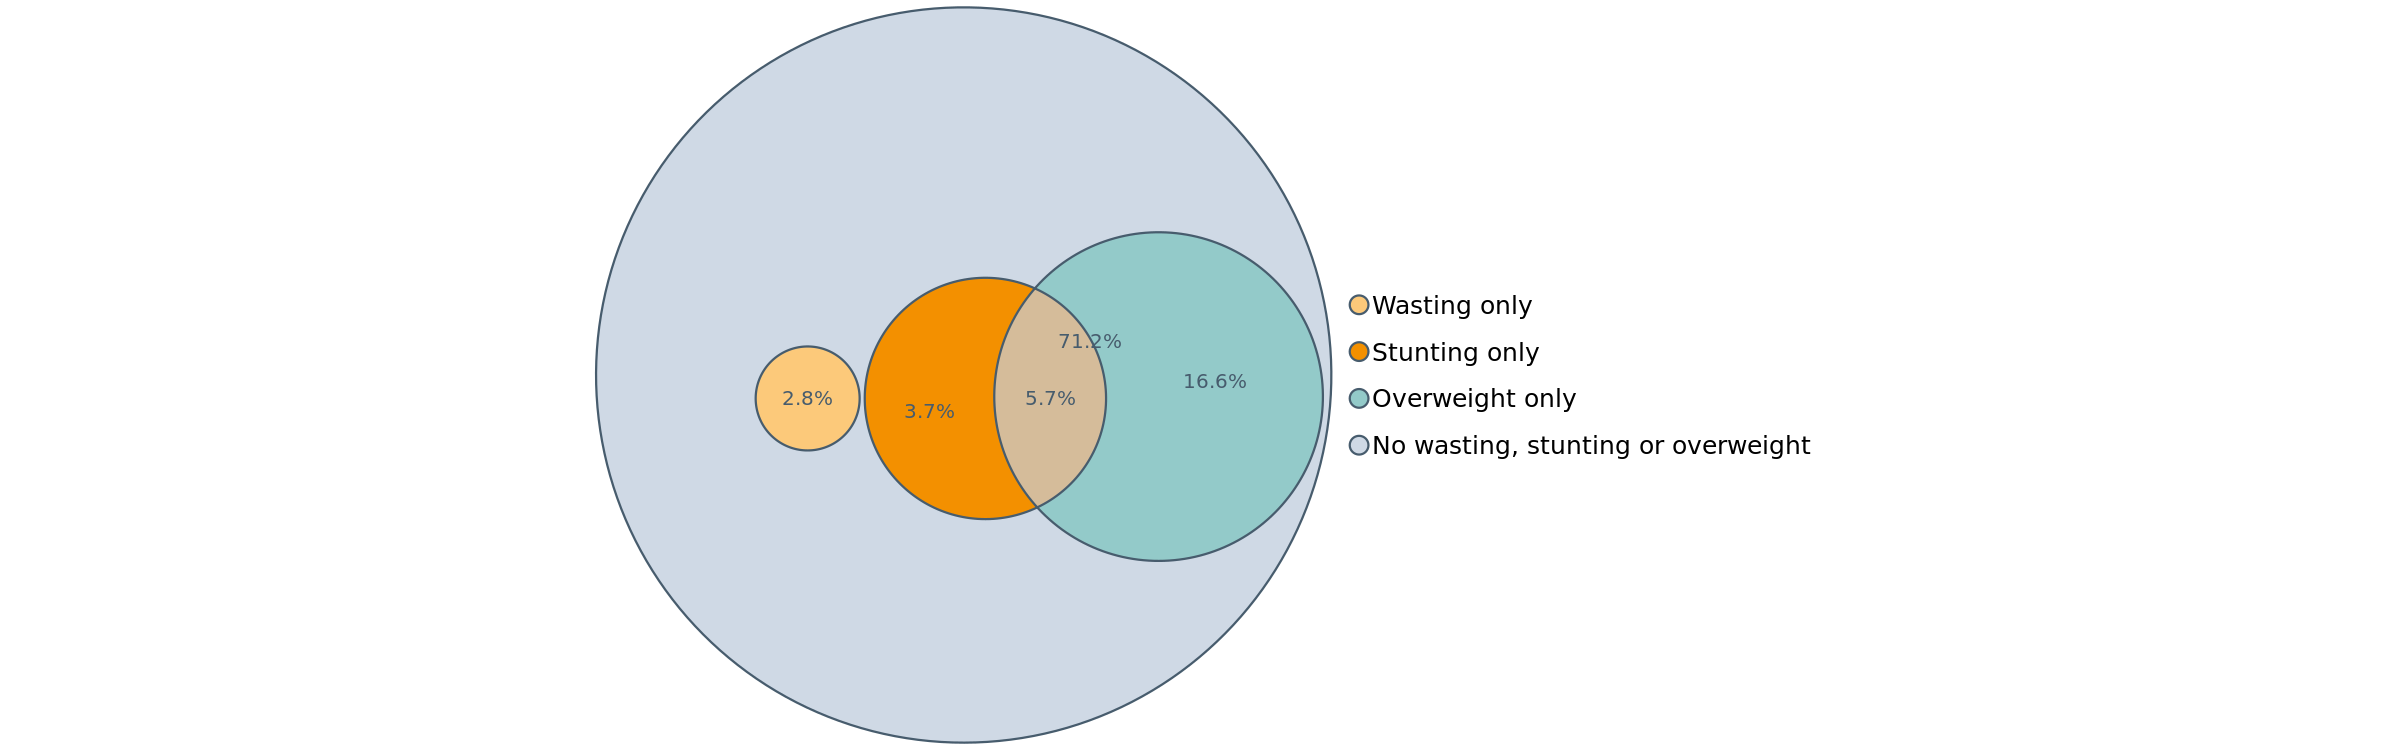 71.2%
16.6%
2.8%
5.7%
3.7%
Wasting only
Stunting only
Overweight only
No wasting, stunting or overweight